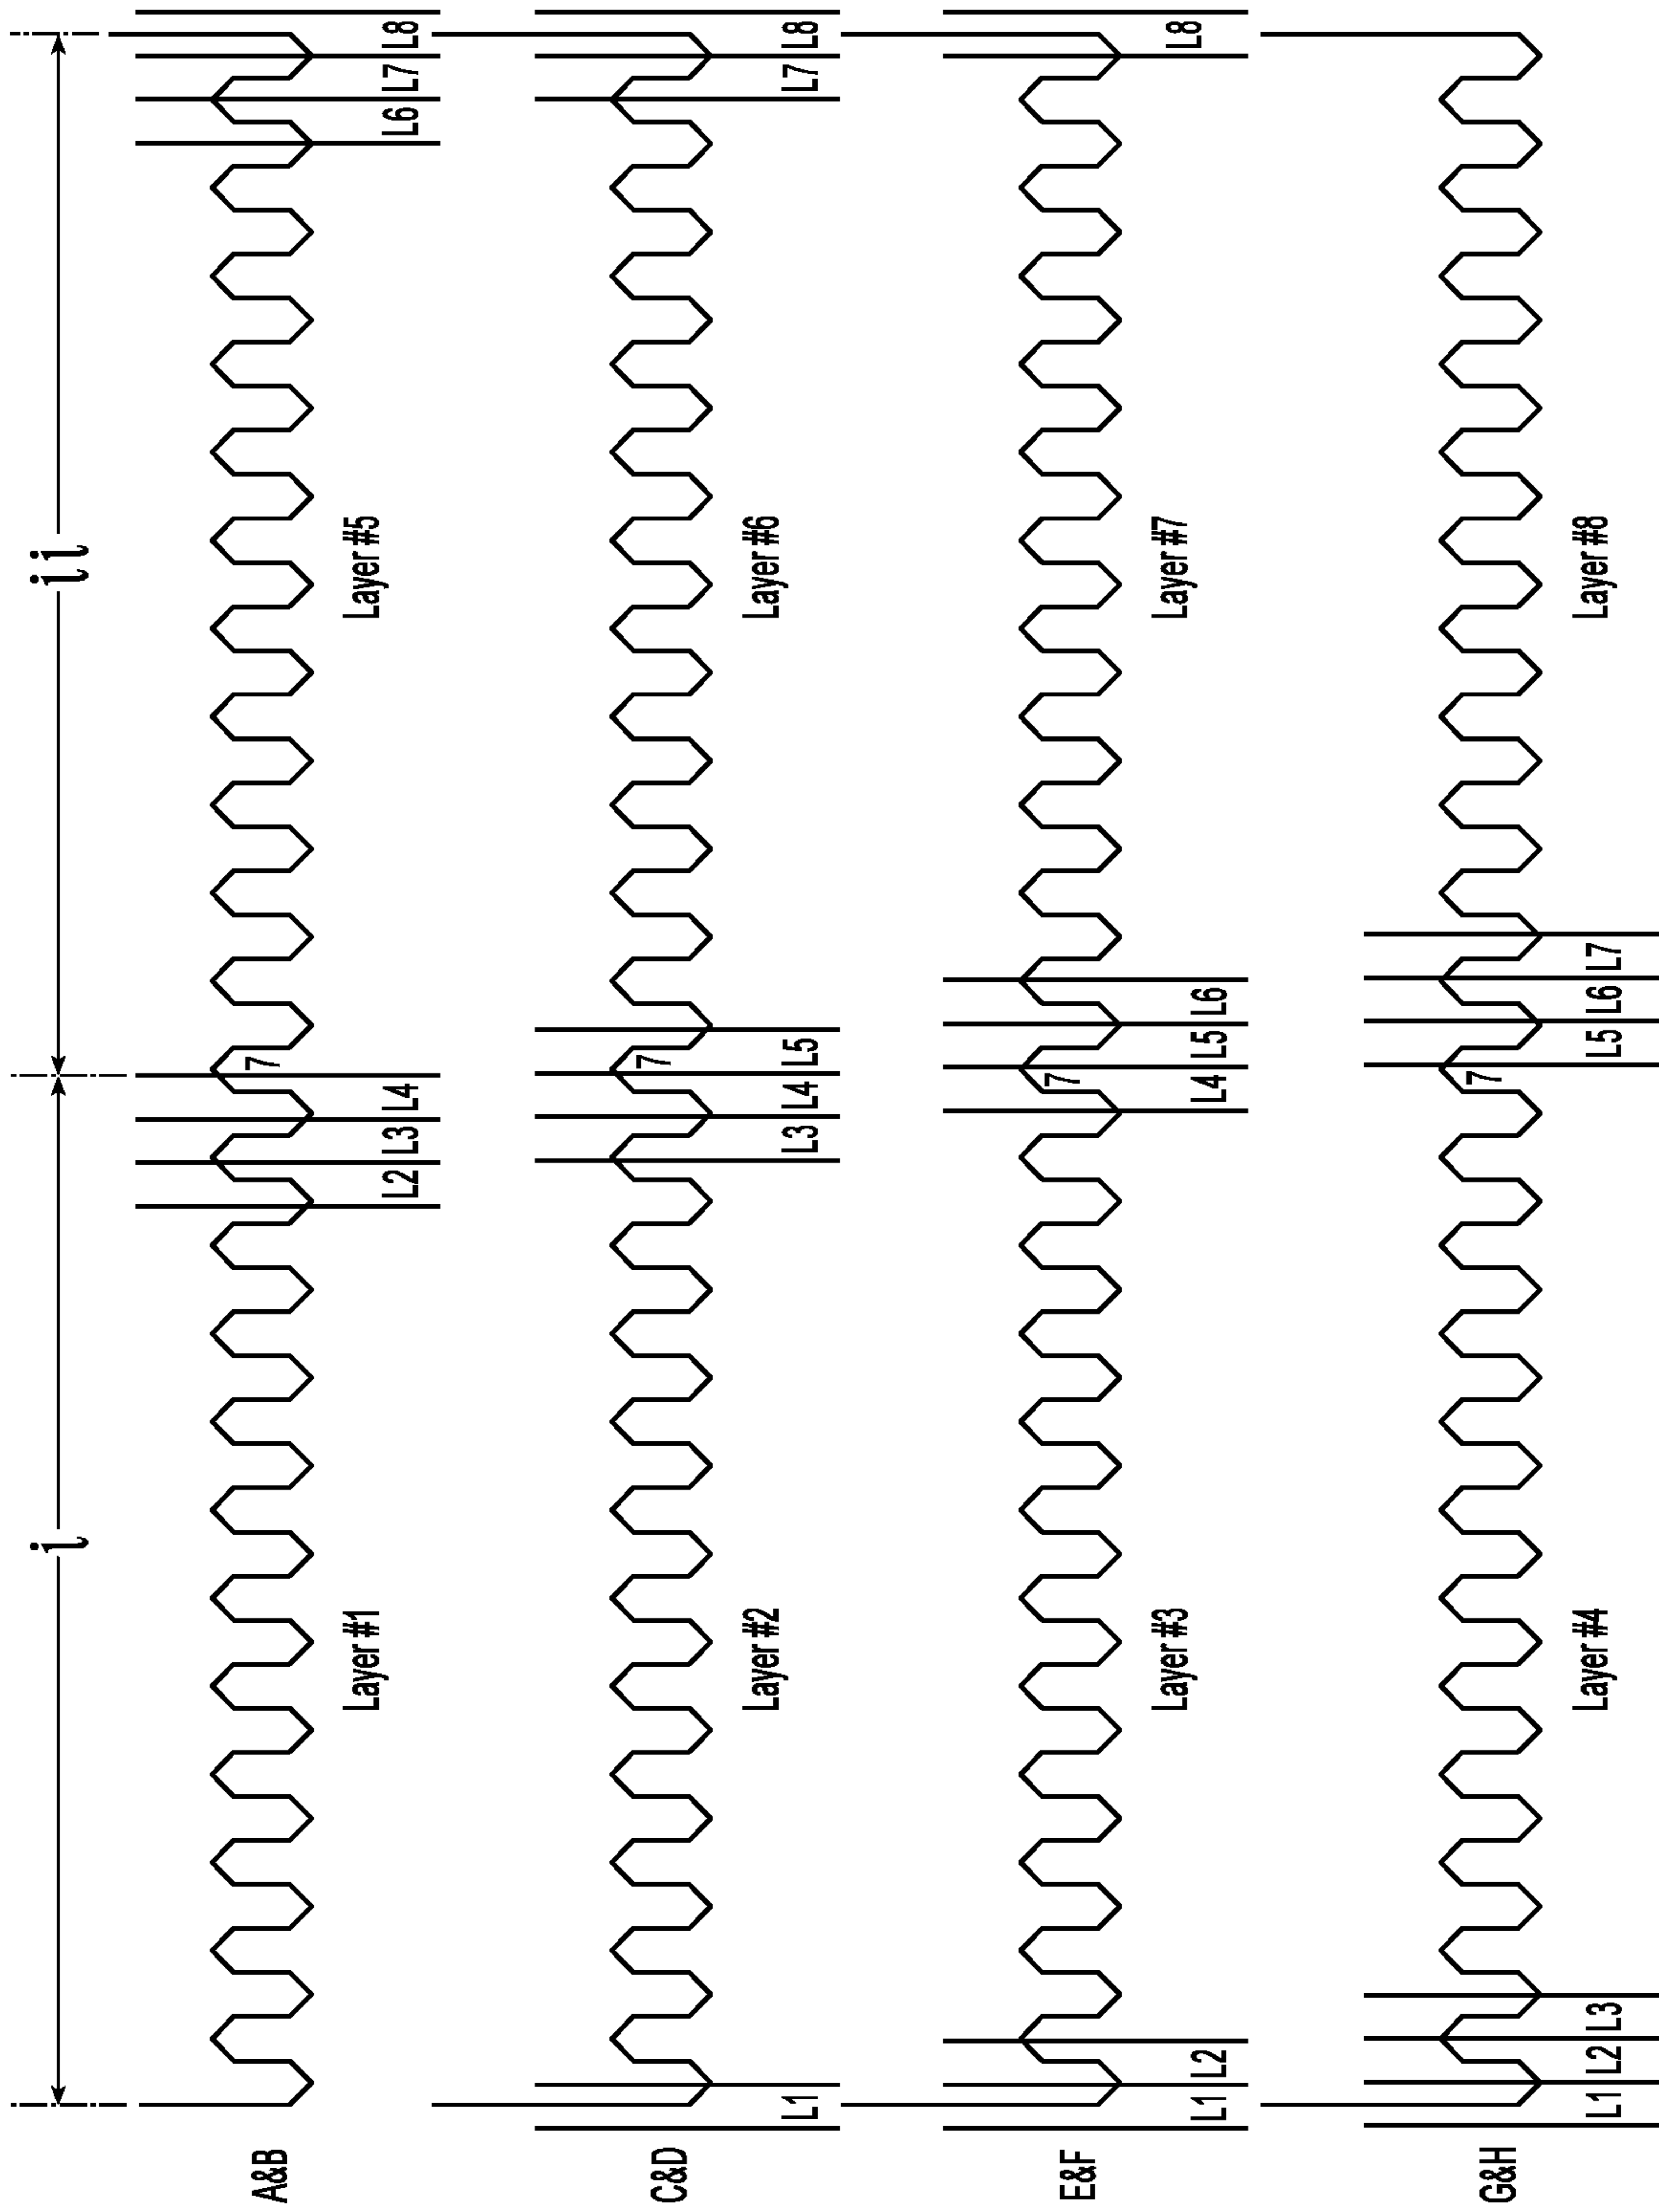 i ii
A&B 7
Layer #1 Layer #5
L2 L3 L4 L6 L7 L8
C&D 7
Layer #2 Layer #6
L1 L3 L4 L5 L7 L8
E&F 7
Layer #3 Layer #7
L1 L2 L4 L5 L6 L8
G&H 7
Layer #4 Layer #8
L1 L2 L3 L5 L6 L7